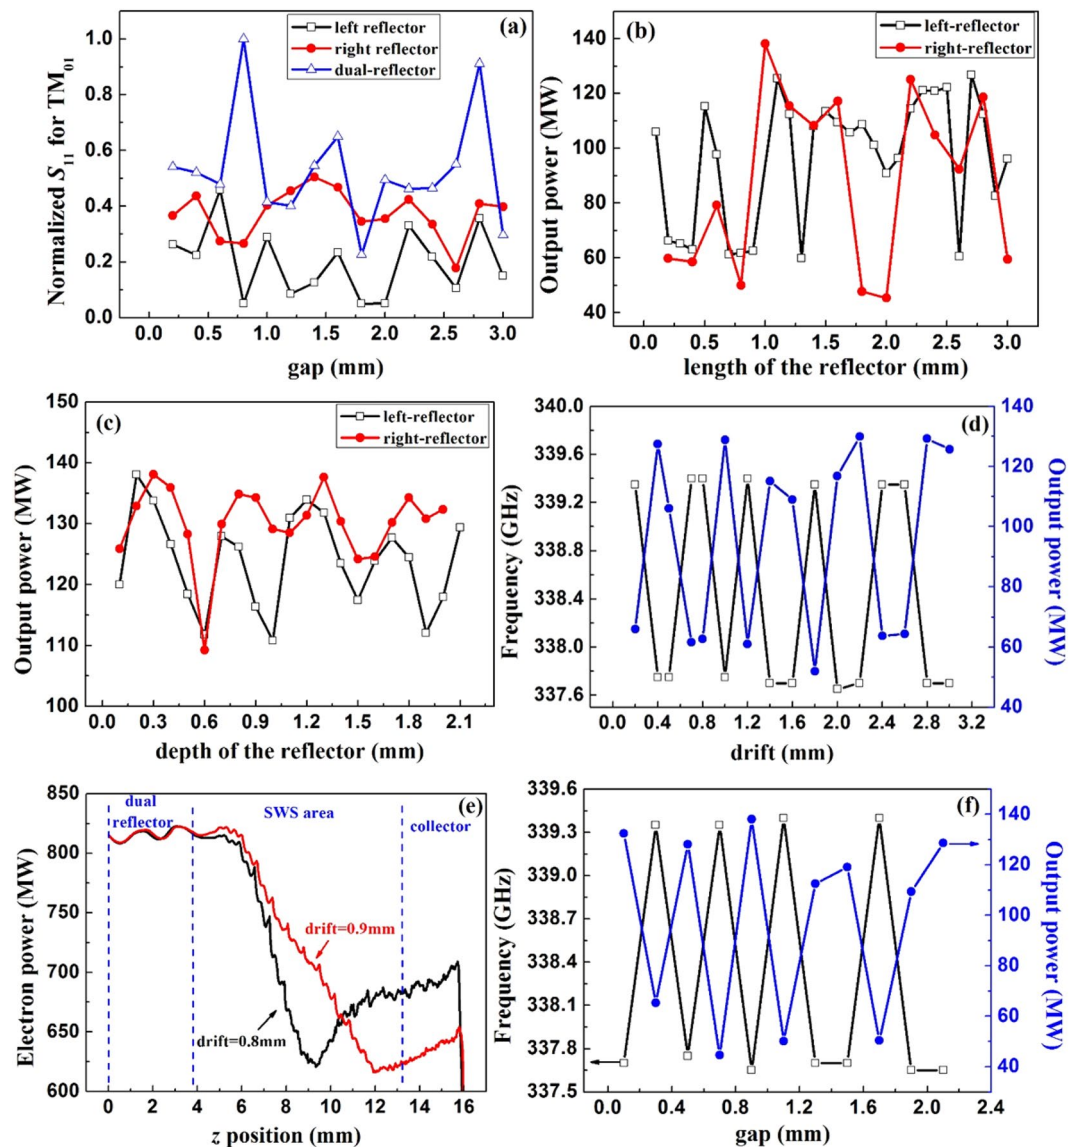 (a)
left reflector
right reflector
dual-reflector
Normalized S11 for TM01
1.0
0.8
0.6
0.4
0.2
0.0
0.0 0.5 1.0 1.5 2.0 2.5 3.0
gap (mm)
(b)
left-reflector
right-reflector
Output power (MW)
140
120
100
80
60
40
0.0 0.5 1.0 1.5 2.0 2.5 3.0
length of the reflector (mm)
(c)
left-reflector
right-reflector
Output power (MW)
150
140
130
120
110
100
0.0 0.3 0.6 0.9 1.2 1.5 1.8 2.1
depth of the reflector (mm)
(d)
Frequency (GHz)
340.0
339.6
339.2
338.8
338.4
338.0
337.6
Output power (MW)
140
120
100
80
60
40
0.0 0.4 0.8 1.2 1.6 2.0 2.4 2.8 3.2
drift (mm)
(e)
dual
reflector
SWS area
collector
Electron power (MW)
850
800
750
700
650
600
drift=0.9mm
drift=0.8mm
0 2 4 6 8 10 12 14 16
z position (mm)
(f)
Frequency (GHz)
339.6
339.3
339.0
338.7
338.4
338.1
337.8
337.5
Output power (MW)
140
120
100
80
60
40
0.0 0.4 0.8 1.2 1.6 2.0 2.4
gap (mm)